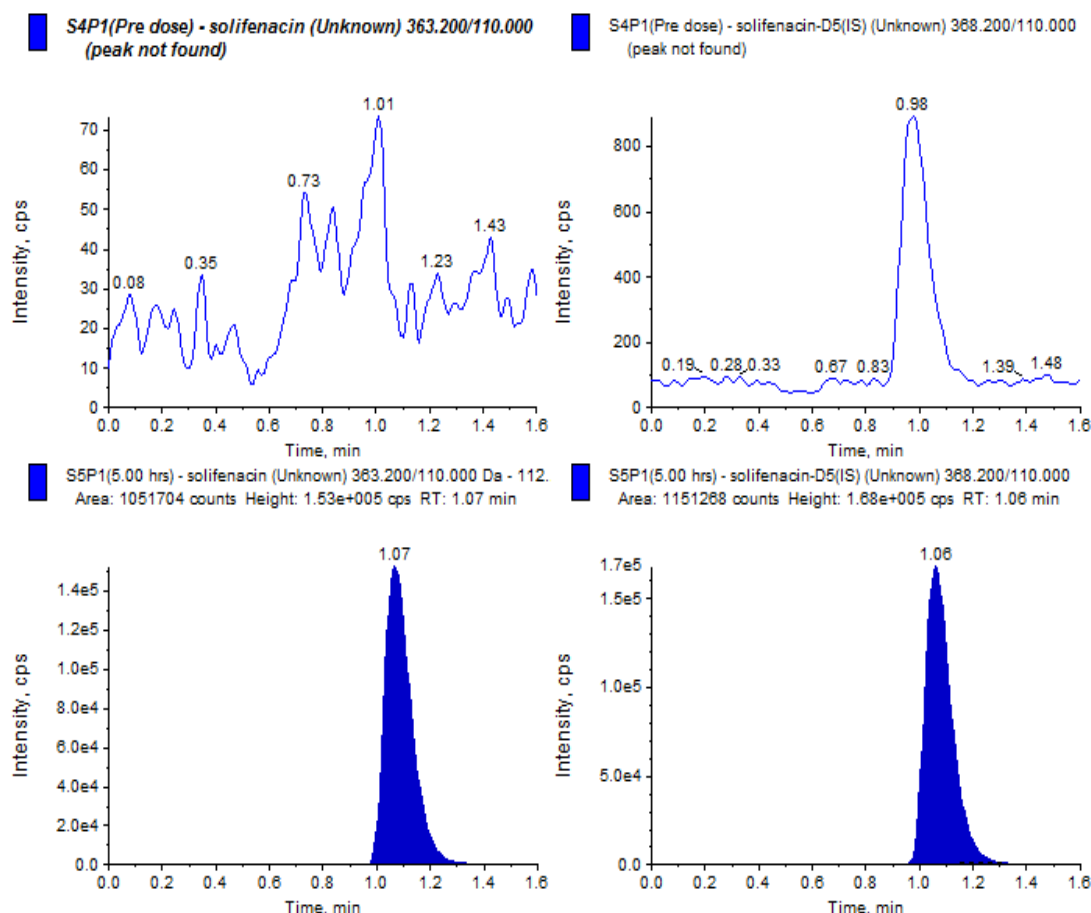 S4P1(Pre dose) - solifenacin (Unknown) 363.200/110.000
(peak not found)
Intensity, cps
70
60
50
40
30
20
10
0
0.08
0.35
0.73
1.01
1.23
1.43
0.0 0.2 0.4 0.6 0.8 1.0 1.2 1.4 1.6
Time, min
S4P1(Pre dose) - solifenacin-D5(IS) (Unknown) 368.200/110.000
(peak not found)
Intensity, cps
800
600
400
200
0
0.19
0.28
0.33
0.67
0.83
0.98
1.39
1.48
0.0 0.2 0.4 0.6 0.8 1.0 1.2 1.4 1.6
Time, min
S5P1(5.00 hrs) - solifenacin (Unknown) 363.200/110.000 Da - 112.
Area: 1051704 counts Height: 1.53e+005 cps RT: 1.07 min
Intensity, cps
1.4e5
1.2e5
1.0e5
8.0e4
6.0e4
4.0e4
2.0e4
0.0
1.07
0.0 0.2 0.4 0.6 0.8 1.0 1.2 1.4 1.6
Time, min
S5P1(5.00 hrs) - solifenacin-D5(IS) (Unknown) 368.200/110.000
Area: 1151268 counts Height: 1.68e+005 cps RT: 1.06 min
Intensity, cps
1.7e5
1.5e5
1.0e5
5.0e4
0.0
1.06
0.0 0.2 0.4 0.6 0.8 1.0 1.2 1.4 1.6
Time, min